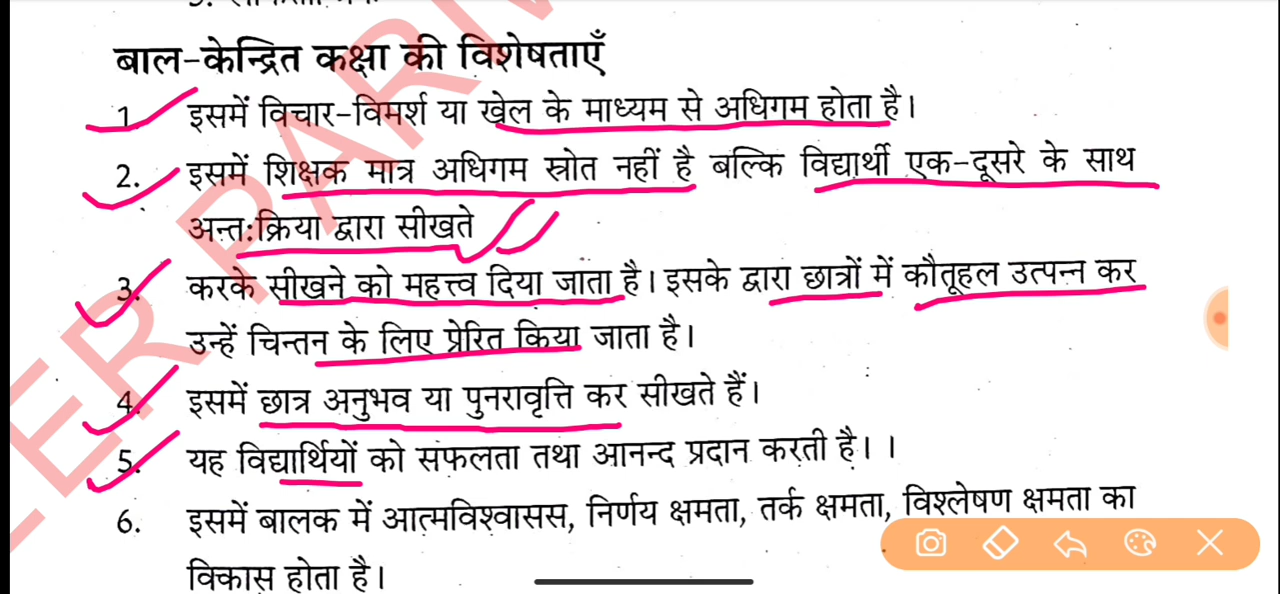 बाल-केन्द्रित कक्षा की विशेषताएँ
1 इसमें विचार-विमर्श या खेल के माध्यम से अधिगम होता है।
2. इसमें शिक्षक मात्र अधिगम स्रोत नहीं है बल्कि विद्यार्थी एक-दूसरे के साथ
अन्त:क्रिया द्वारा सीखते
3. करके सीखने को महत्त्व दिया जाता है। इसके द्वारा छात्रों में कौतूहल उत्पन्न कर
उन्हें चिन्तन के लिए प्रेरित किया जाता है।
4. इसमें छात्र अनुभव या पुनरावृत्ति कर सीखते हैं।
5. यह विद्यार्थियों को सफलता तथा आनन्द प्रदान करती है। ।
6. इसमें बालक में आत्मविश्वासस, निर्णय क्षमता, तर्क क्षमता, विश्लेषण क्षमता का
विकास होता है।